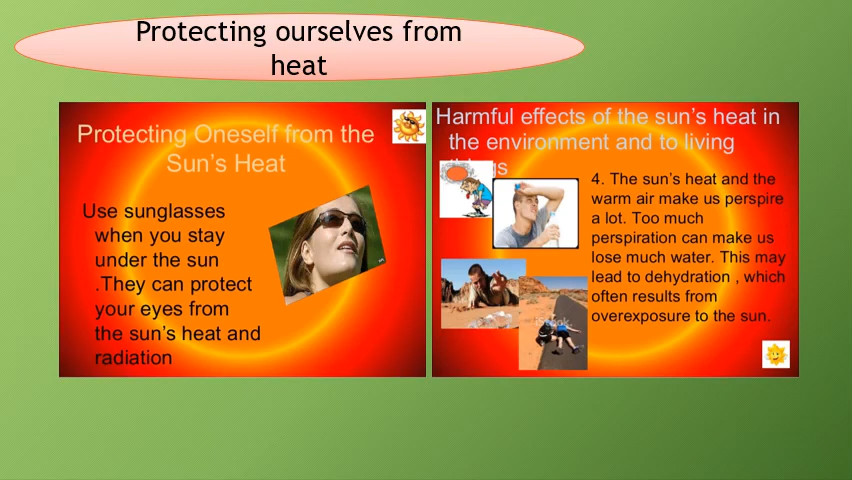 Protecting ourselves from
heat
Protecting Oneself from the
Sun's Heat
Use sunglasses
when you stay
under the sun
.They can protect
your eyes from
the sun's heat and
radiation
Harmful effects of the sun's heat in
the environment and to living
4. The sun's heat and the
warm air make us perspire
a lot. Too much
perspiration can make us
lose much water. This may
lead to dehydration , which
often results from
overexposure to the sun.